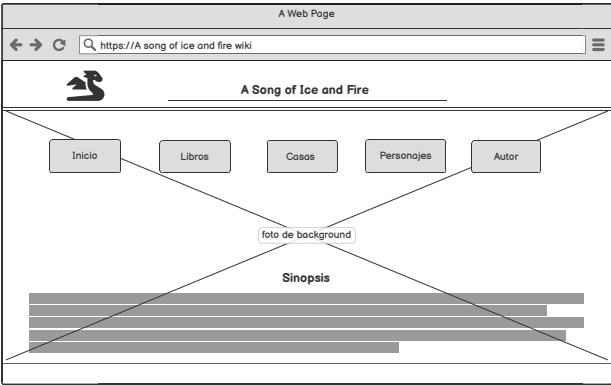 A Web Page
https://A song of ice and fire wiki
A Song of Ice and Fire
Inicio
Libros
Casas
Personajes
Autor
foto de background
Sinopsis